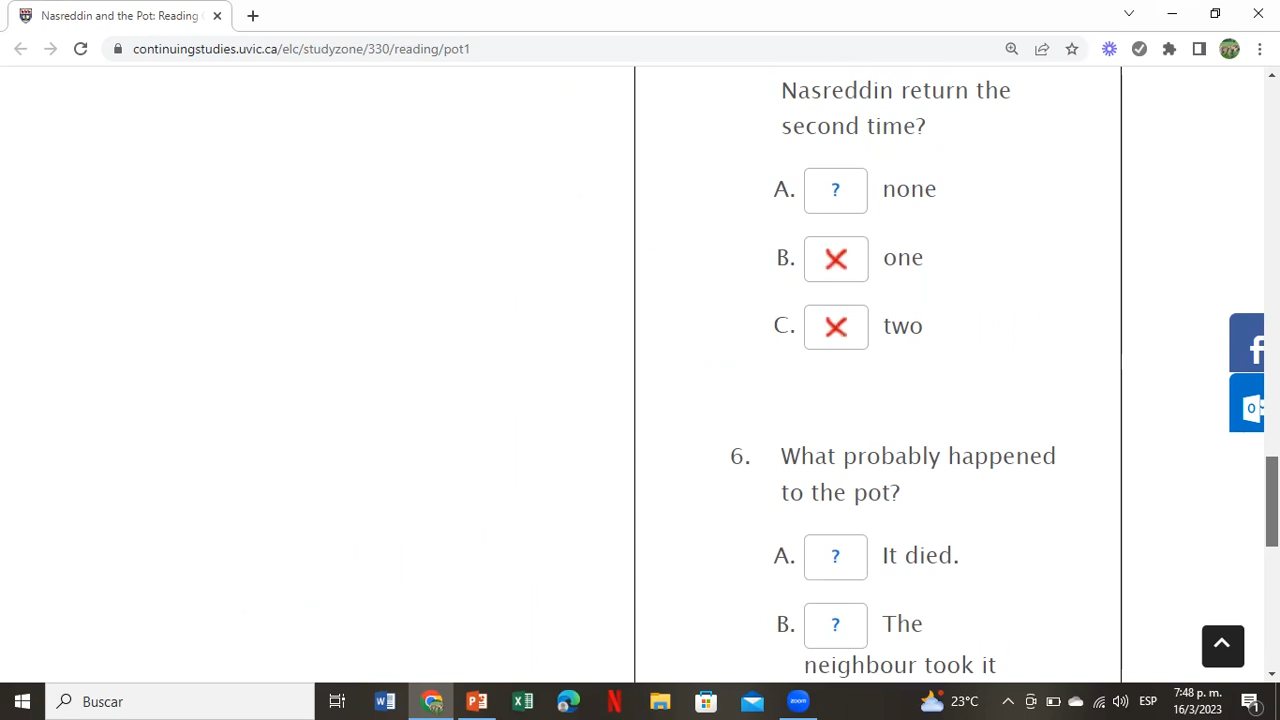 Nasreddin and the Pot: Reading
continuingstudies.uvic.ca/elc/studyzone/330/reading/pot1
Nasreddin return the
second time?
A. ? none
B. one
C. two
6. What probably happened
to the pot?
A. ? It died.
B. ? The
neighbour took it
Buscar
23°C
ESP
7:48 p. m.
16/3/2023
zoom